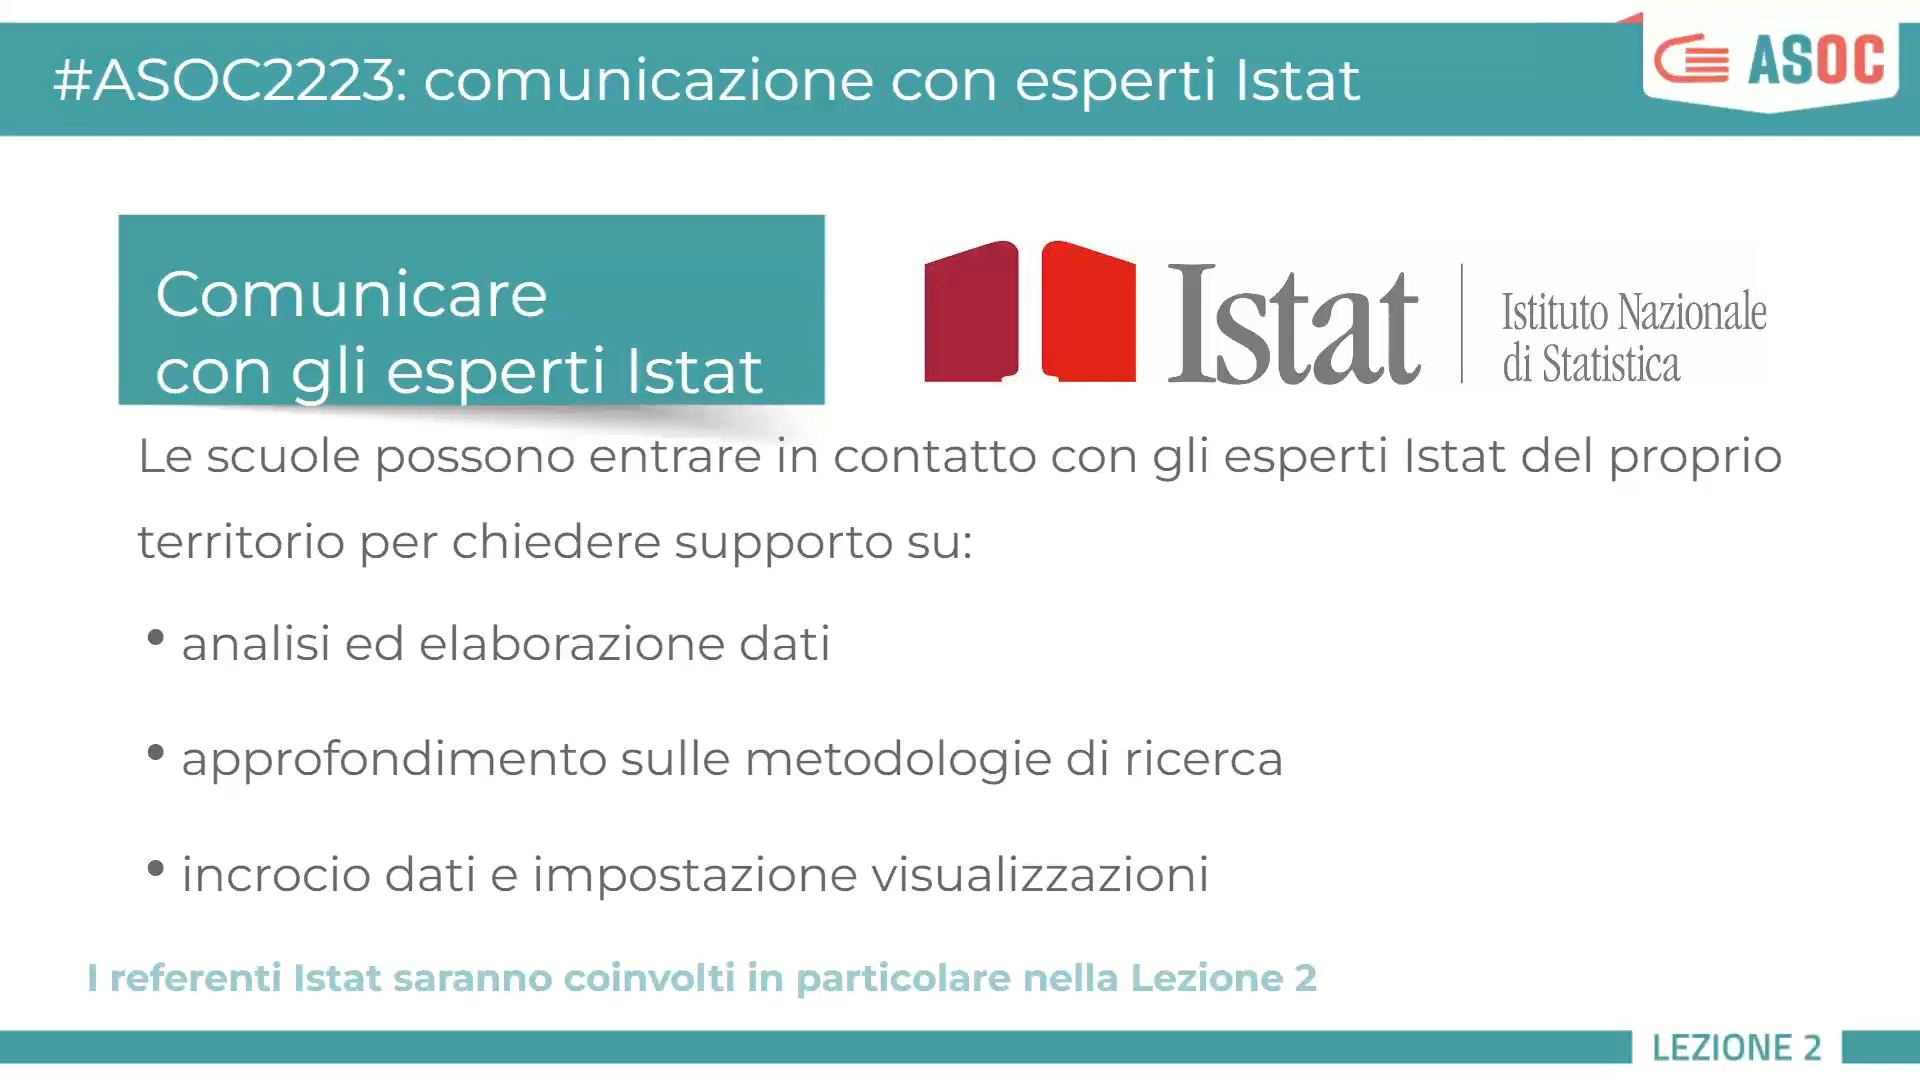 #ASOC2223: comunicazione con esperti Istat
ASOC
Comunicare
con gli esperti Istat
Istat
Istituto Nazionale
di Statistica
Le scuole possono entrare in contatto con gli esperti Istat del proprio
territorio per chiedere supporto su:
• analisi ed elaborazione dati
• approfondimento sulle metodologie di ricerca
• incrocio dati e impostazione visualizzazioni
I referenti Istat saranno coinvolti in particolare nella Lezione 2
LEZIONE 2